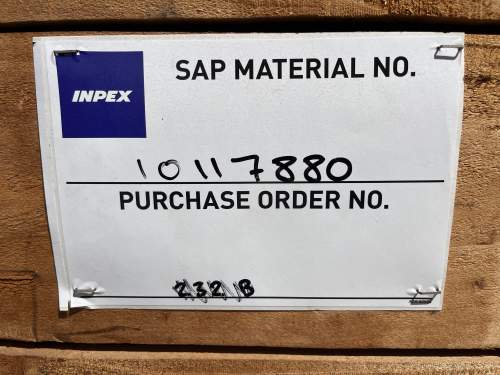 INPEX
SAP MATERIAL NO.
10117880
PURCHASE ORDER NO.